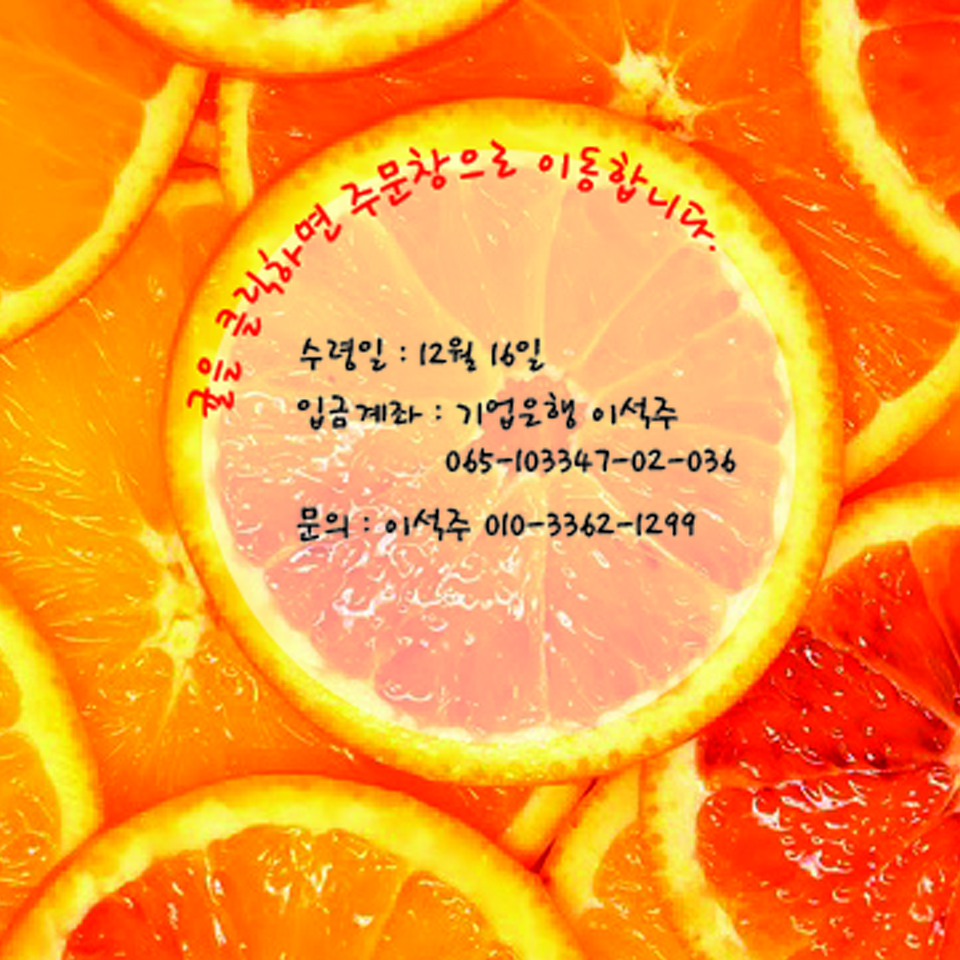 귤을 클릭하면 주문창으로 이동합니다.
수령일 : 12월 16일
입금계좌 : 기업은행 이석주
065-103347-02-036
문의 : 이석주 010-3362-1299